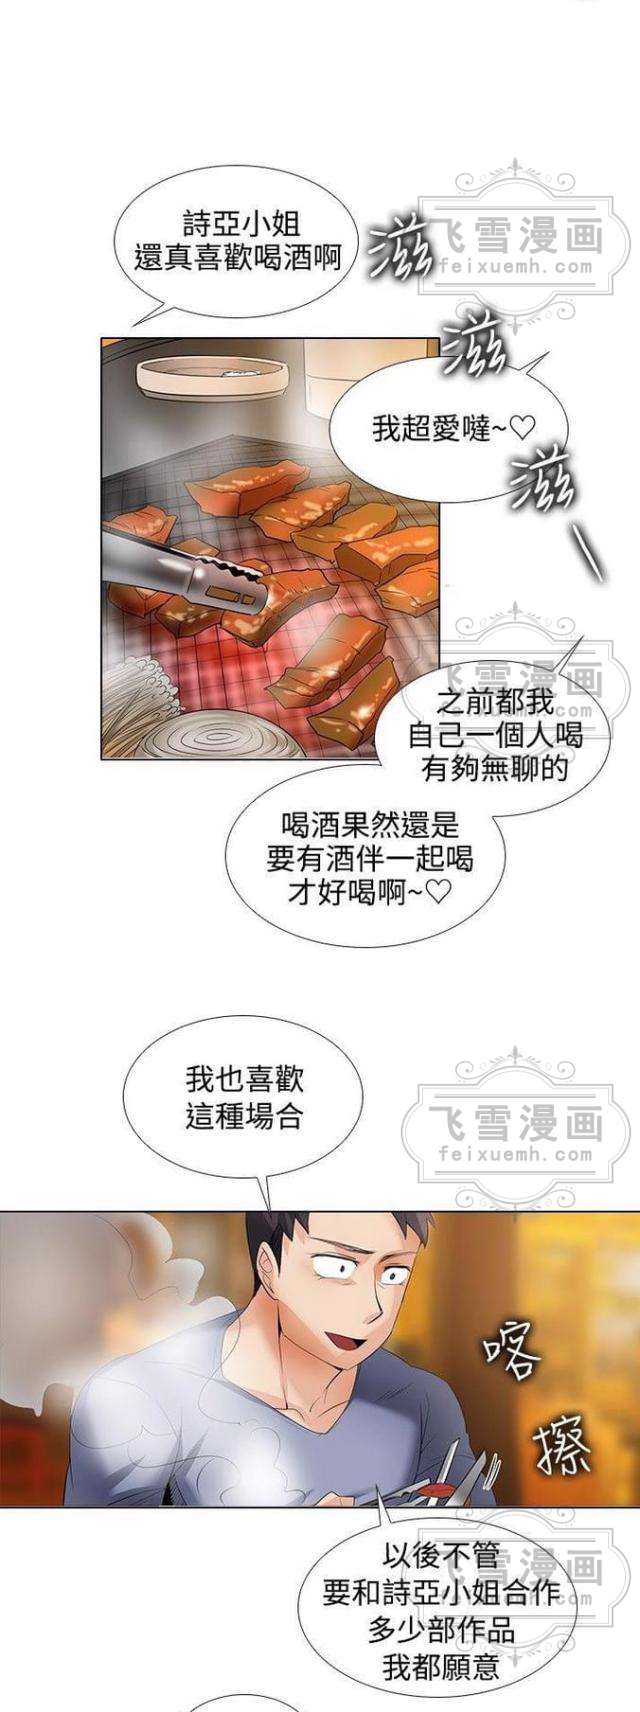 詩亞小姐
還真喜歡喝酒啊
飞雪漫画
feixuemh.com
滋
滋
我超愛噠~♡
滋
飞雪漫画
feixuemh.com
之前都我
自己一個人喝
有夠無聊的
喝酒果然還是
要有酒伴一起喝
才好喝啊~♡
我也喜歡
這種場合
飞雪漫画
feixuemh.com
喀
擦
以後不管
要和詩亞小姐合作
多少部作品
我都願意
飞雪漫画
feixuemh.com